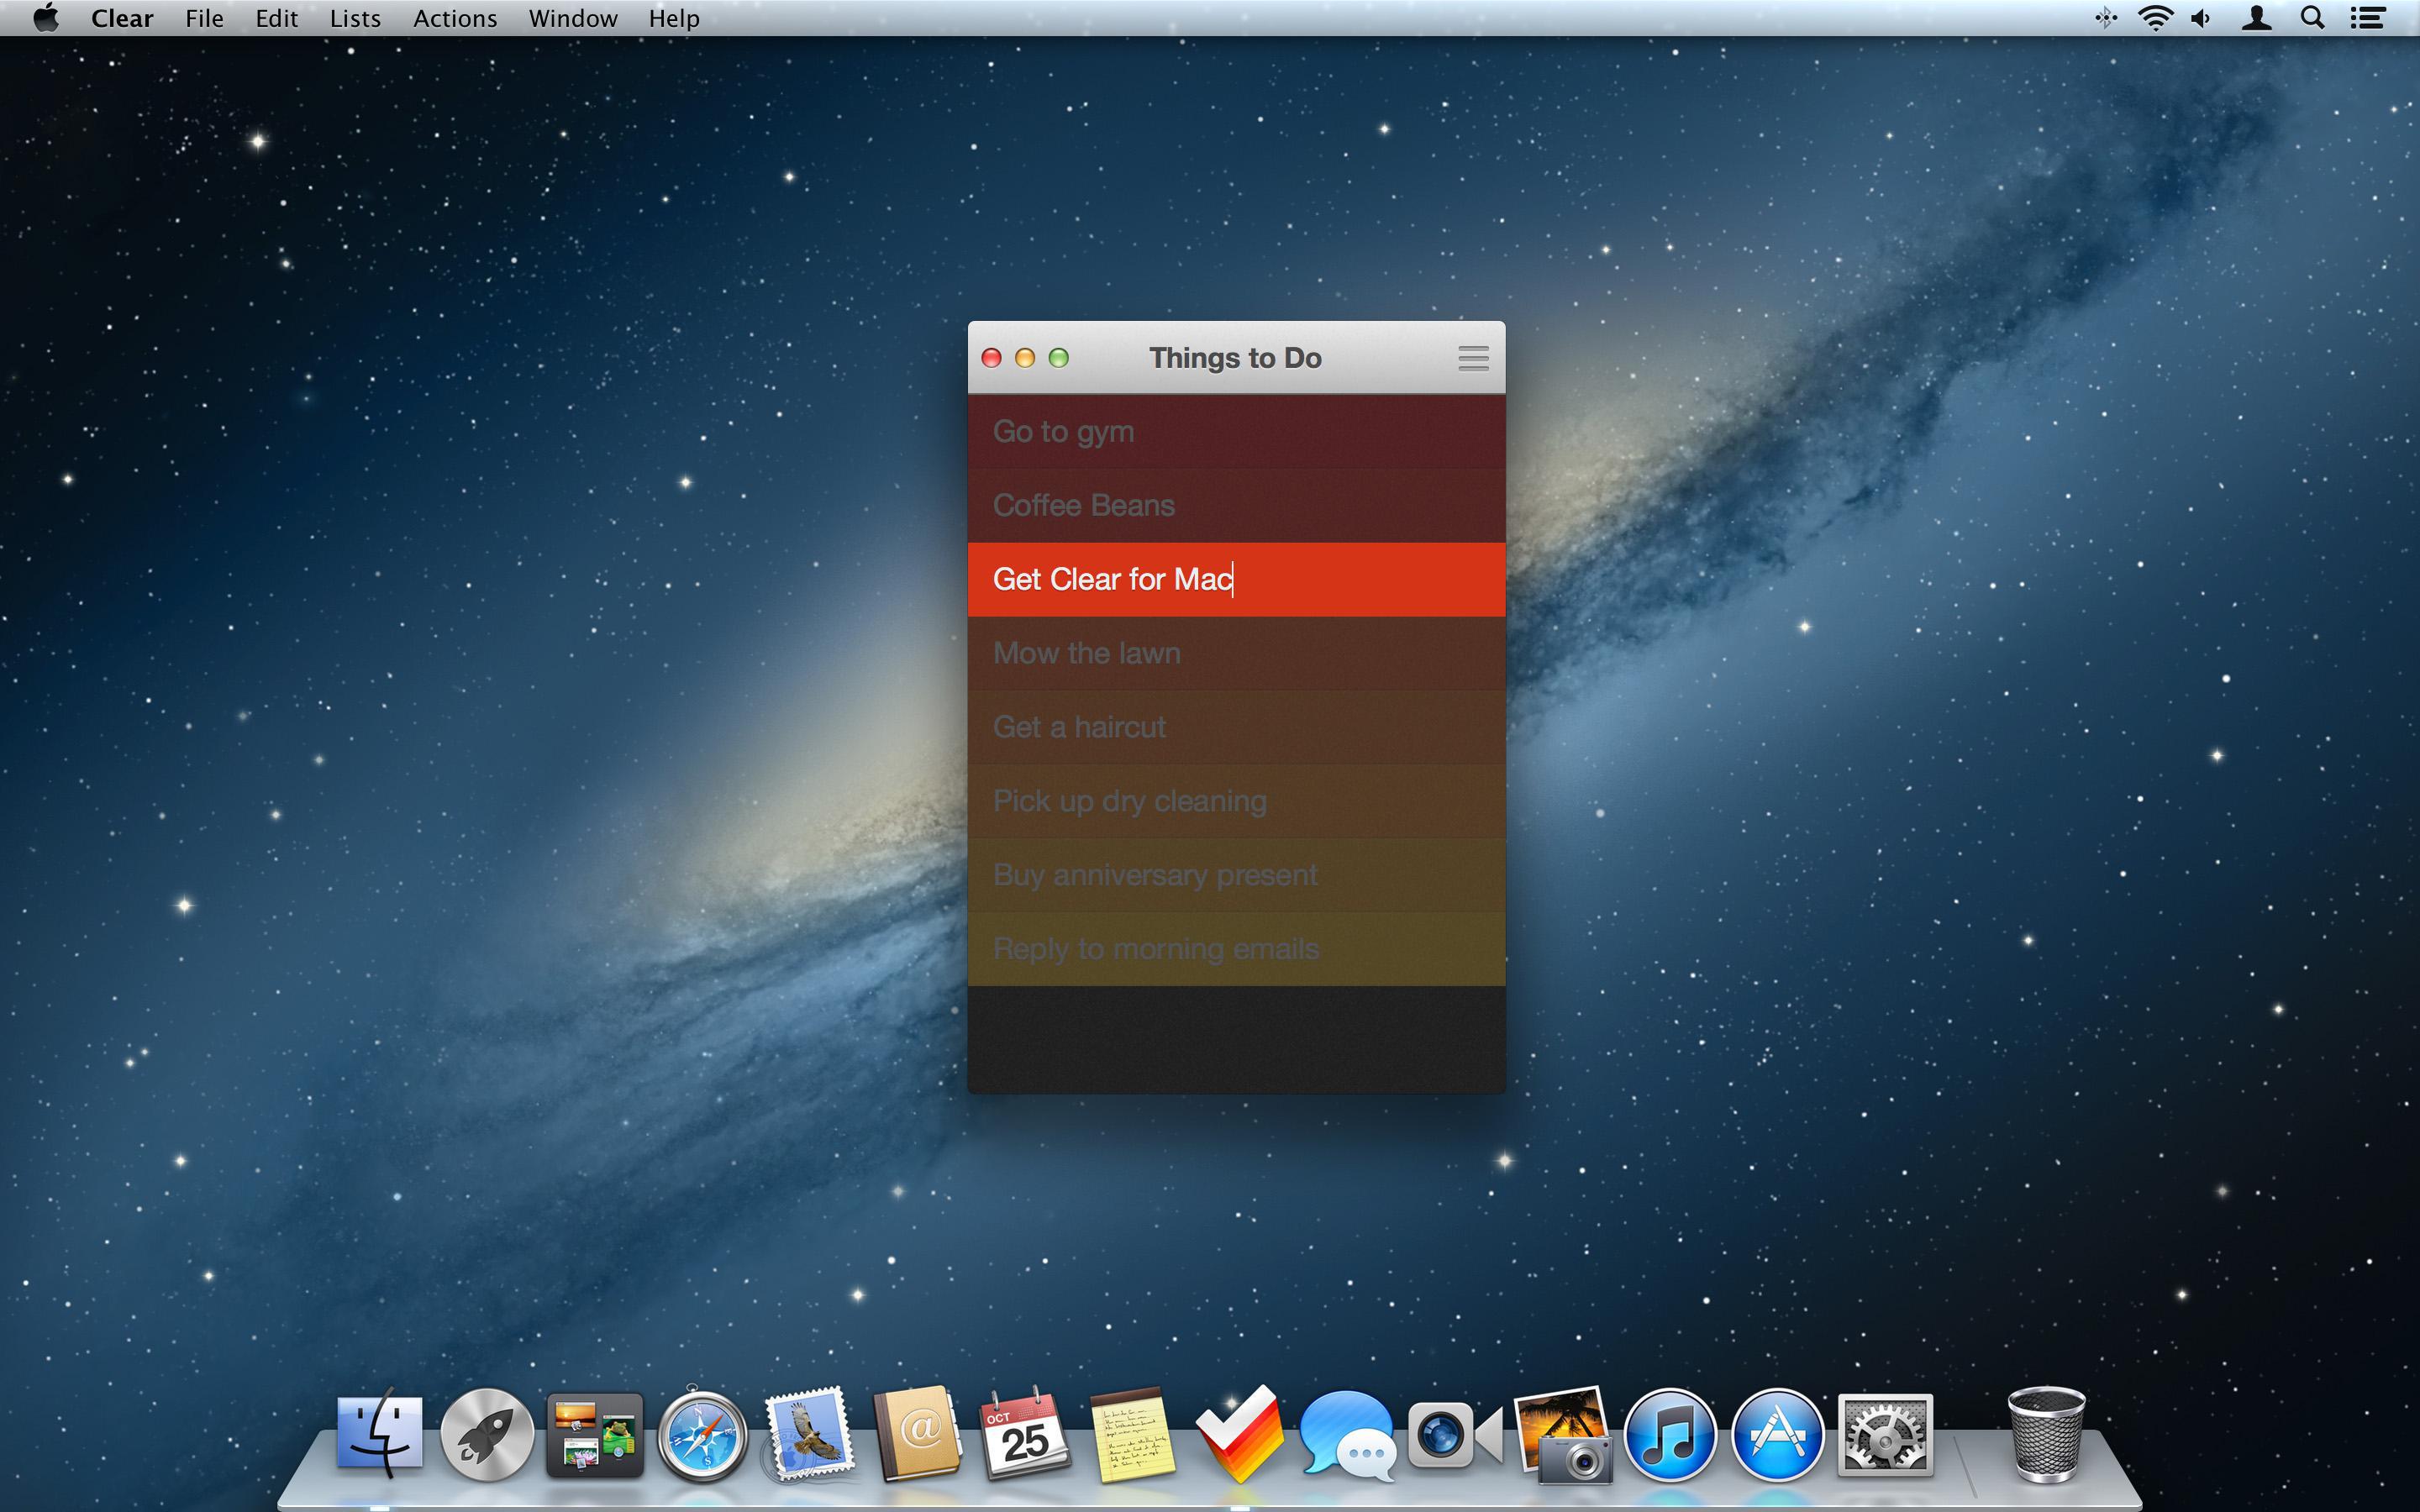 Clear File Edit Lists Actions Window Help
Things to Do
Go to gym
Coffee Beans
Get Clear for Mac
Mow the lawn
Get a haircut
Pick up dry cleaning
Buy anniversary present
Reply to morning emails
@
OCT
25